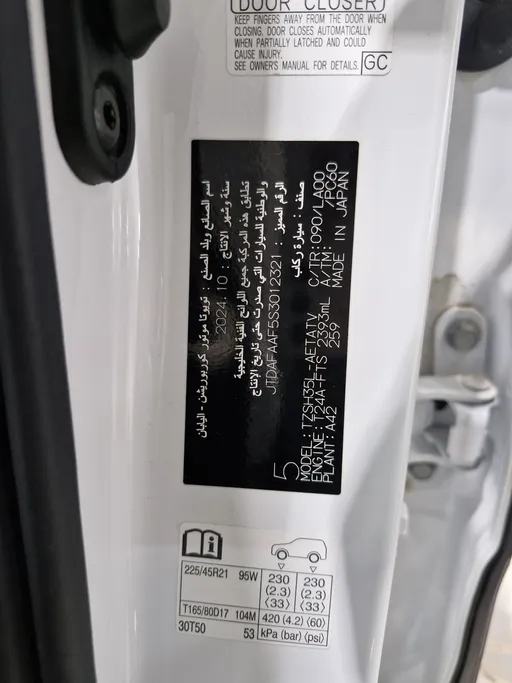 DOOR CLOSER
KEEP FINGERS AWAY FROM THE DOOR WHEN
CLOSING. DOOR CLOSES AUTOMATICALLY
WHEN PARTIALLY LATCHED AND COULD
CAUSE INJURY.
SEE OWNER'S MANUAL FOR DETAILS. GC
اسم الصانع وبلد الصنع : تويوتا موتور كوربوريشن - اليابان
سنة وشهر الانتاج : 2024.10
تطابق هذه المركبة جميع اللوائح الفنية الخليجية
والوطنية للسيارات التي صدرت حتى تاريخ الانتاج
الرقم المميز : JTDAFAAF5S3012321
صنف : سيارة ركاب
5
MODEL: TZSH35L-AETATV C/TR: 090/LA00
ENGINE: T24A-FTS 2393mL A/TM: /PC60
PLANT: A42 259 MADE IN JAPAN
225/45R21 95W 230 (2.3) ⟨33⟩ 230 (2.3) ⟨33⟩
T165/80D17 104M 420 (4.2) ⟨60⟩
30T50 53 kPa (bar) ⟨psi⟩